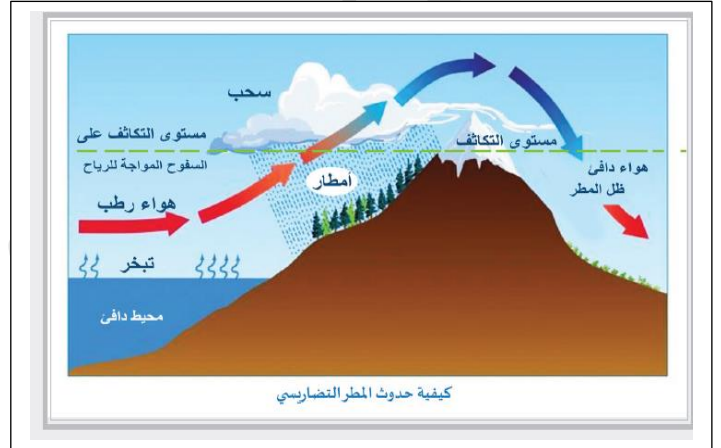 سحب
مستوى التكاثف على
السفوح المواجة للرياح
مستوى التكاثف
هواء دافئ
ظل المطر
أمطار
هواء رطب
تبخر
محيط دافئ
كيفية حدوث المطر التضاريسي